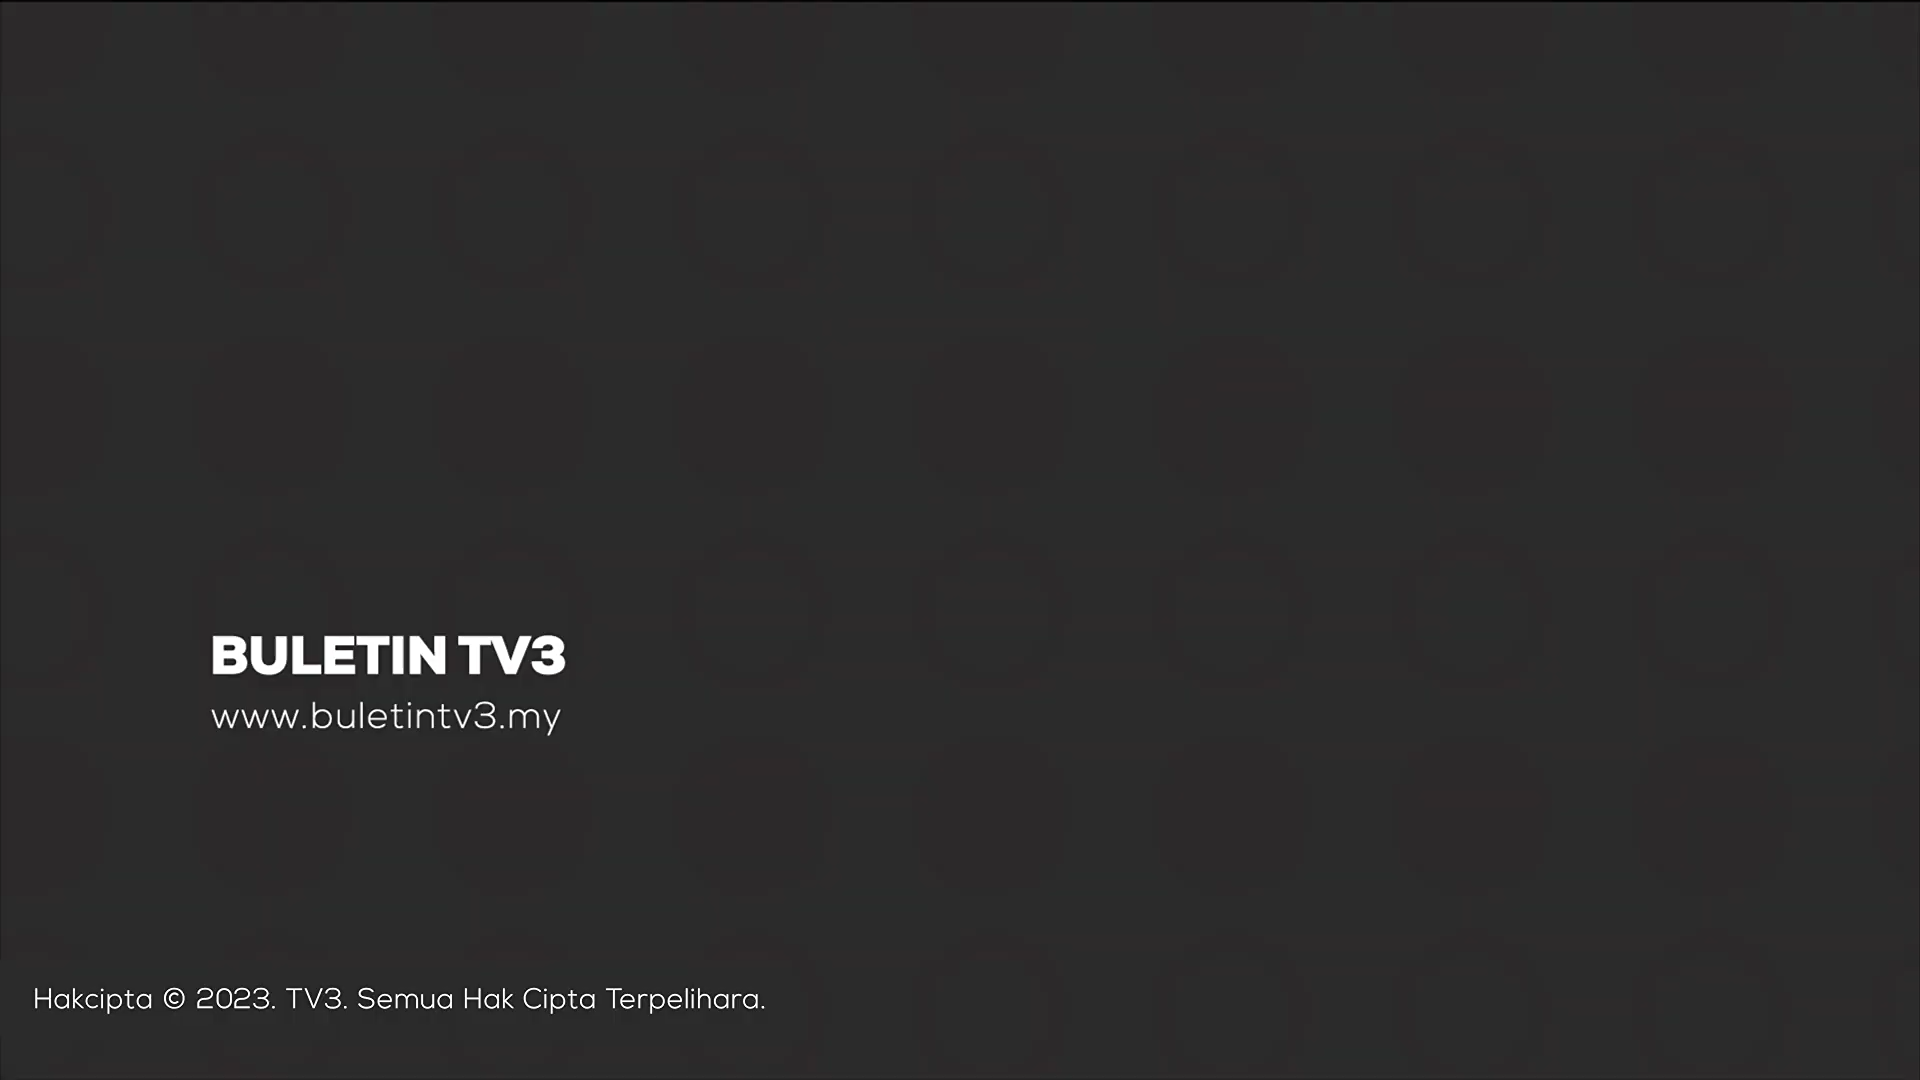 BULETIN TV3
www.buletintv3.my
Hakcipta © 2023. TV3. Semua Hak Cipta Terpelihara.